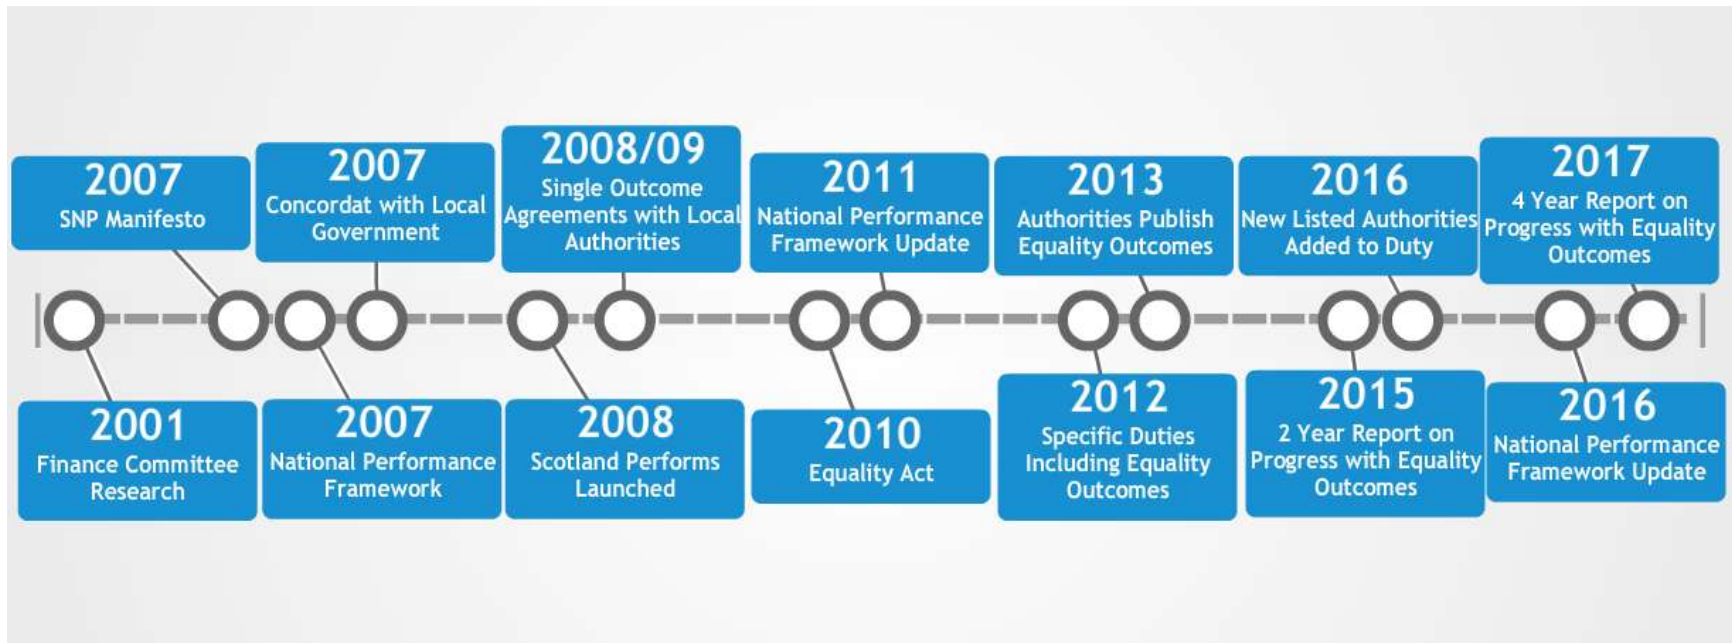 2007
SNP Manifesto
2007
Concordat with Local
Government
2008/09
Single Outcome
Agreements with Local
Authorities
2011
National Performance
Framework Update
2013
Authorities Publish
Equality Outcomes
2016
New Listed Authorities
Added to Duty
2017
4 Year Report on
Progress with Equality
Outcomes
2001
Finance Committee
Research
2007
National Performance
Framework
2008
Scotland Performs
Launched
2010
Equality Act
2012
Specific Duties
Including Equality
Outcomes
2015
2 Year Report on
Progress with Equality
Outcomes
2016
National Performance
Framework Update